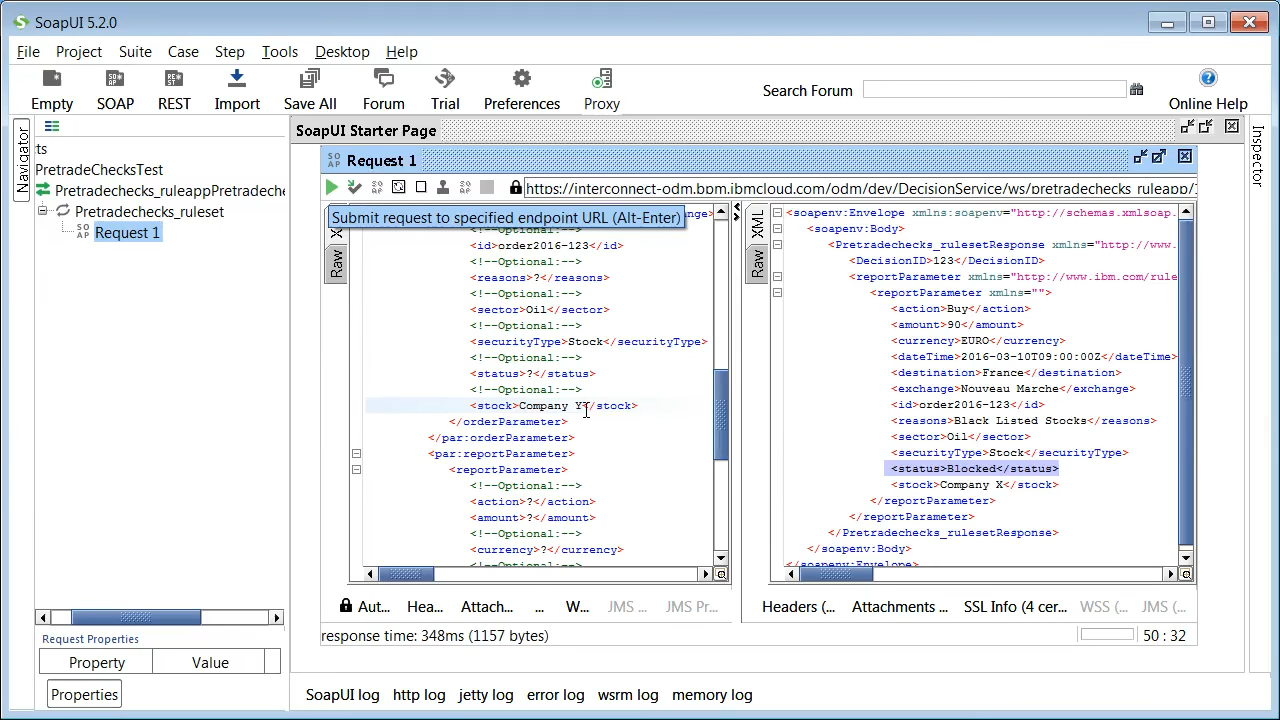 SoapUI 5.2.0
File Project Suite Case Step Tools Desktop Help
Empty SOAP REST Import Save All Forum Trial Preferences Proxy Search Forum Online Help
Navigator
ts
PretradeChecksTest
Pretradechecks_ruleappPretradeche
Pretradechecks_ruleset
Request 1
Request Properties
Property Value
Properties
SoapUI Starter Page
Request 1
https://interconnect-odm.bpm.ibmcloud.com/odm/dev/DecisionService/ws/pretradechecks_ruleapp/1
Submit request to specified endpoint URL (Alt-Enter)
Raw
<!--Optional:-->
<id>order2016-123</id>
<!--Optional:-->
<reasons>?</reasons>
<!--Optional:-->
<sector>Oil</sector>
<!--Optional:-->
<securityType>Stock</securityType>
<!--Optional:-->
<status>?</status>
<!--Optional:-->
<stock>Company Y</stock>
</orderParameter>
</par:orderParameter>
<par:reportParameter>
<reportParameter>
<!--Optional:-->
<action>?</action>
<amount>?</amount>
<!--Optional:-->
<currency>?</currency>
<!--Optional:-->
XML
Raw
<soapenv:Envelope xmlns:soapenv="http://schemas.xmlsoap.
<soapenv:Body>
<Pretradechecks_rulesetResponse xmlns="http://www.
<DecisionID>123</DecisionID>
<reportParameter xmlns="http://www.ibm.com/rule
<reportParameter xmlns="">
<action>Buy</action>
<amount>90</amount>
<currency>EURO</currency>
<dateTime>2016-03-10T09:00:00Z</dateTime>
<destination>France</destination>
<exchange>Nouveau Marche</exchange>
<id>order2016-123</id>
<reasons>Black Listed Stocks</reasons>
<sector>Oil</sector>
<securityType>Stock</securityType>
<status>Blocked</status>
<stock>Company X</stock>
</reportParameter>
</reportParameter>
</Pretradechecks_rulesetResponse>
</soapenv:Body>
</soapenv:Envelope>
Aut... Hea... Attach... ... W... JMS ... JMS Pr...
Headers (... Attachments ... SSL Info (4 cer... WSS (... JMS (...
response time: 348ms (1157 bytes)
50 : 32
Inspector
SoapUI log http log jetty log error log wsrm log memory log